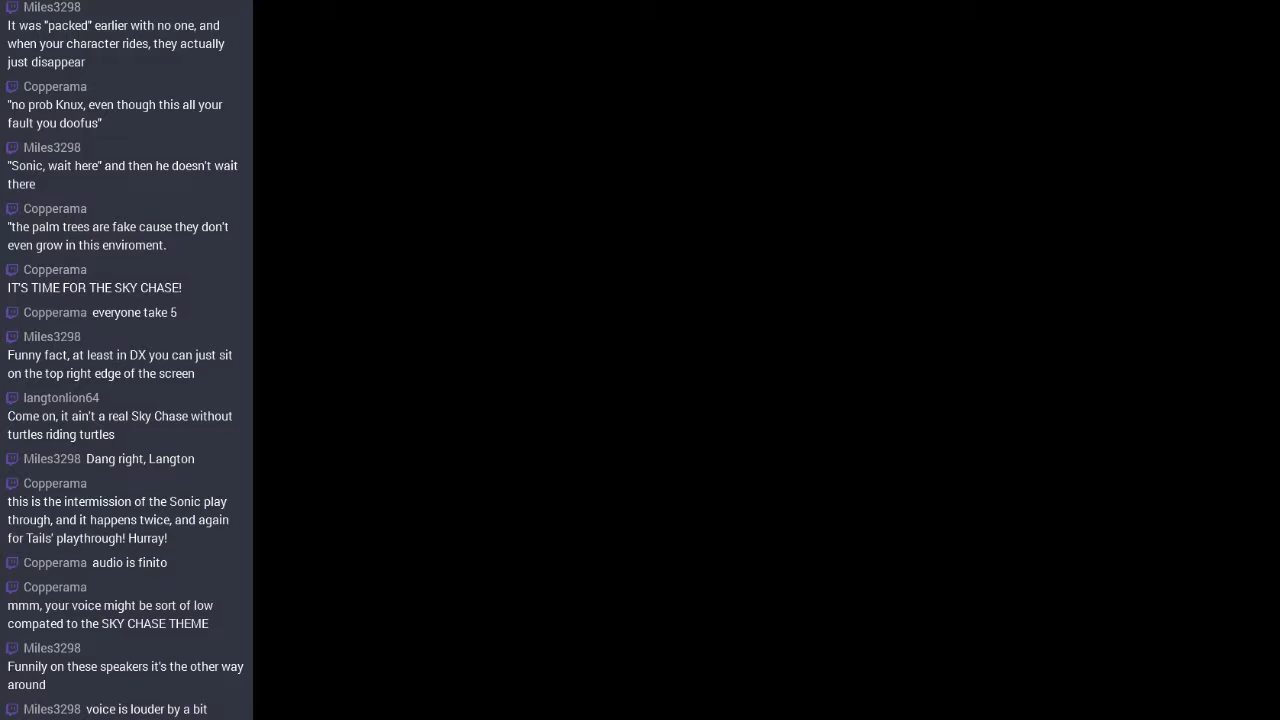 Miles3298
It was "packed" earlier with no one, and
when your character rides, they actually
just disappear
Copperama
"no prob Knux, even though this all your
fault you doofus"
Miles3298
"Sonic, wait here" and then he doesn't wait
there
Copperama
"the palm trees are fake cause they don't
even grow in this enviroment.
Copperama
IT'S TIME FOR THE SKY CHASE!
Copperama everyone take 5
Miles3298
Funny fact, at least in DX you can just sit
on the top right edge of the screen
langtonlion64
Come on, it ain't a real Sky Chase without
turtles riding turtles
Miles3298 Dang right, Langton
Copperama
this is the intermission of the Sonic play
through, and it happens twice, and again
for Tails' playthrough! Hurray!
Copperama audio is finito
Copperama
mmm, your voice might be sort of low
compated to the SKY CHASE THEME
Miles3298
Funnily on these speakers it's the other way
around
Miles3298 voice is louder by a bit